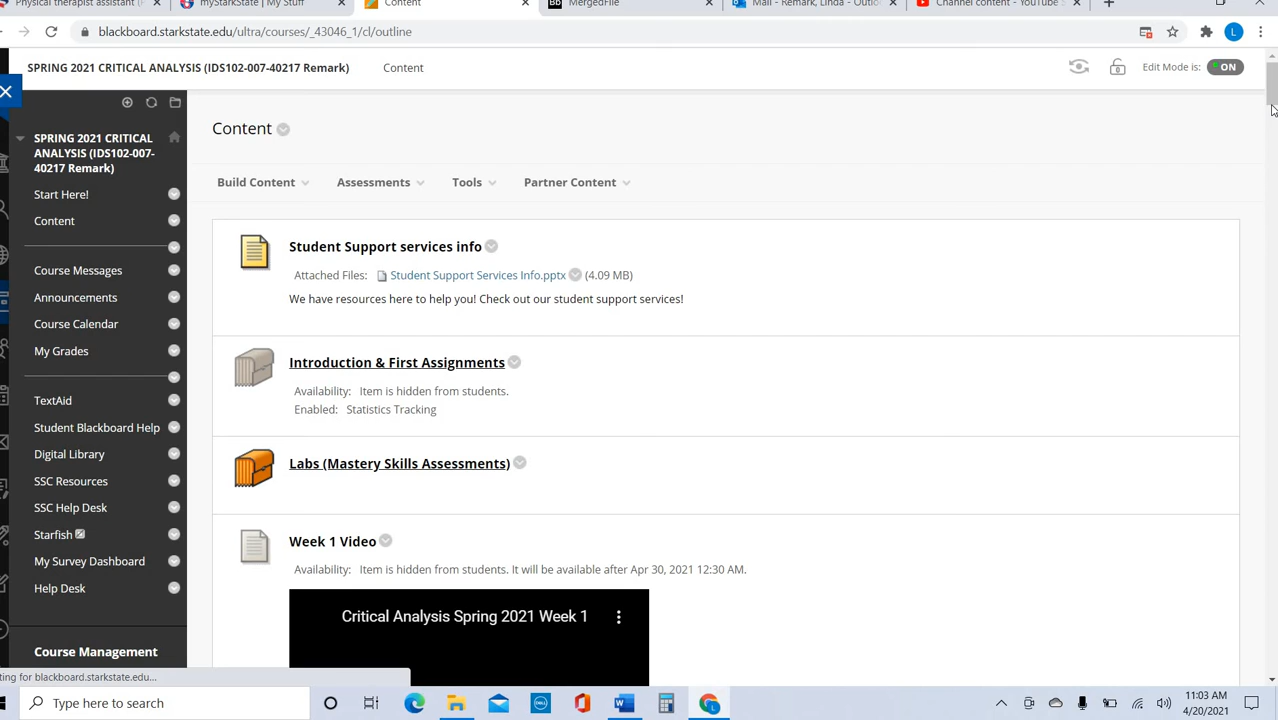 Physical therapist assistant (
myStarkState | My Stuff
Content
Bb MergedFile
Mail - Remark, Linda - Outlo
Channel content - YouTube S
blackboard.starkstate.edu/ultra/courses/_43046_1/cl/outline
L
SPRING 2021 CRITICAL ANALYSIS (IDS102-007-40217 Remark) Content
Edit Mode is: ON
SPRING 2021 CRITICAL
ANALYSIS (IDS102-007-
40217 Remark)
Start Here!
Content
Course Messages
Announcements
Course Calendar
My Grades
TextAid
Student Blackboard Help
Digital Library
SSC Resources
SSC Help Desk
Starfish
My Survey Dashboard
Help Desk
Course Management
Content
Build Content Assessments Tools Partner Content
Student Support services info
Attached Files: Student Support Services Info.pptx (4.09 MB)
We have resources here to help you! Check out our student support services!
Introduction & First Assignments
Availability: Item is hidden from students.
Enabled: Statistics Tracking
Labs (Mastery Skills Assessments)
Week 1 Video
Availability: Item is hidden from students. It will be available after Apr 30, 2021 12:30 AM.
Critical Analysis Spring 2021 Week 1
ting for blackboard.starkstate.edu...
Type here to search
DELL
W
L
11:03 AM
4/20/2021